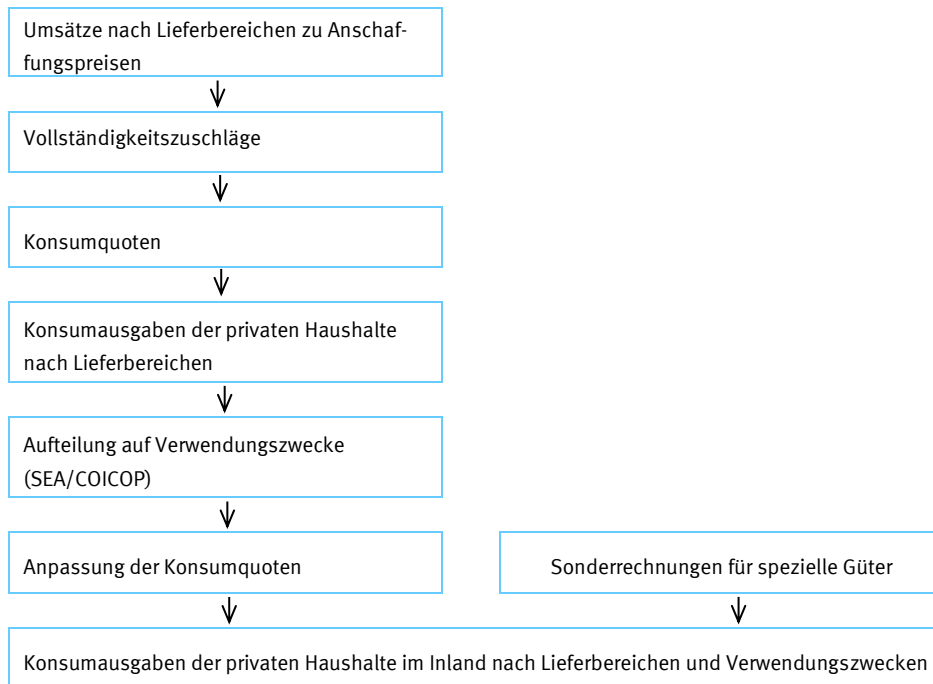 Umsätze nach Lieferbereichen zu Anschaf-
fungspreisen
Vollständigkeitszuschläge
Konsumquoten
Konsumausgaben der privaten Haushalte
nach Lieferbereichen
Aufteilung auf Verwendungszwecke
(SEA/COICOP)
Anpassung der Konsumquoten
Sonderrechnungen für spezielle Güter
Konsumausgaben der privaten Haushalte im Inland nach Lieferbereichen und Verwendungszwecken